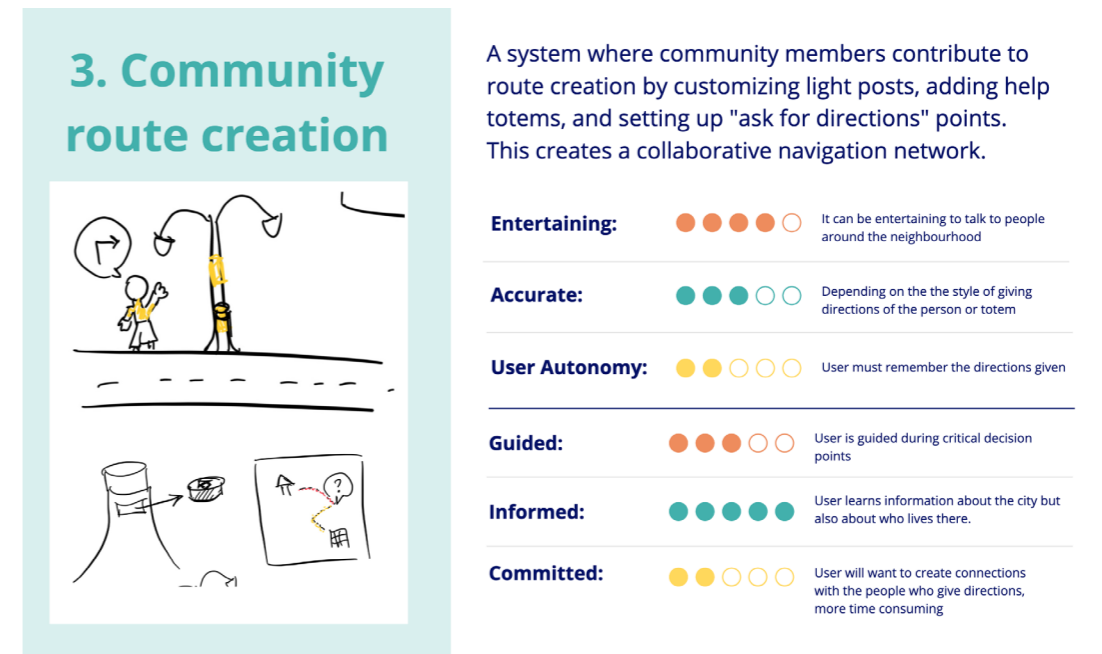 3. Community
route creation
?
A system where community members contribute to
route creation by customizing light posts, adding help
totems, and setting up "ask for directions" points.
This creates a collaborative navigation network.
Entertaining:
It can be entertaining to talk to people
around the neighbourhood
Accurate:
Depending on the the style of giving
directions of the person or totem
User Autonomy:
User must remember the directions given
Guided:
User is guided during critical decision
points
Informed:
User learns information about the city but
also about who lives there.
Committed:
User will want to create connections
with the people who give directions,
more time consuming